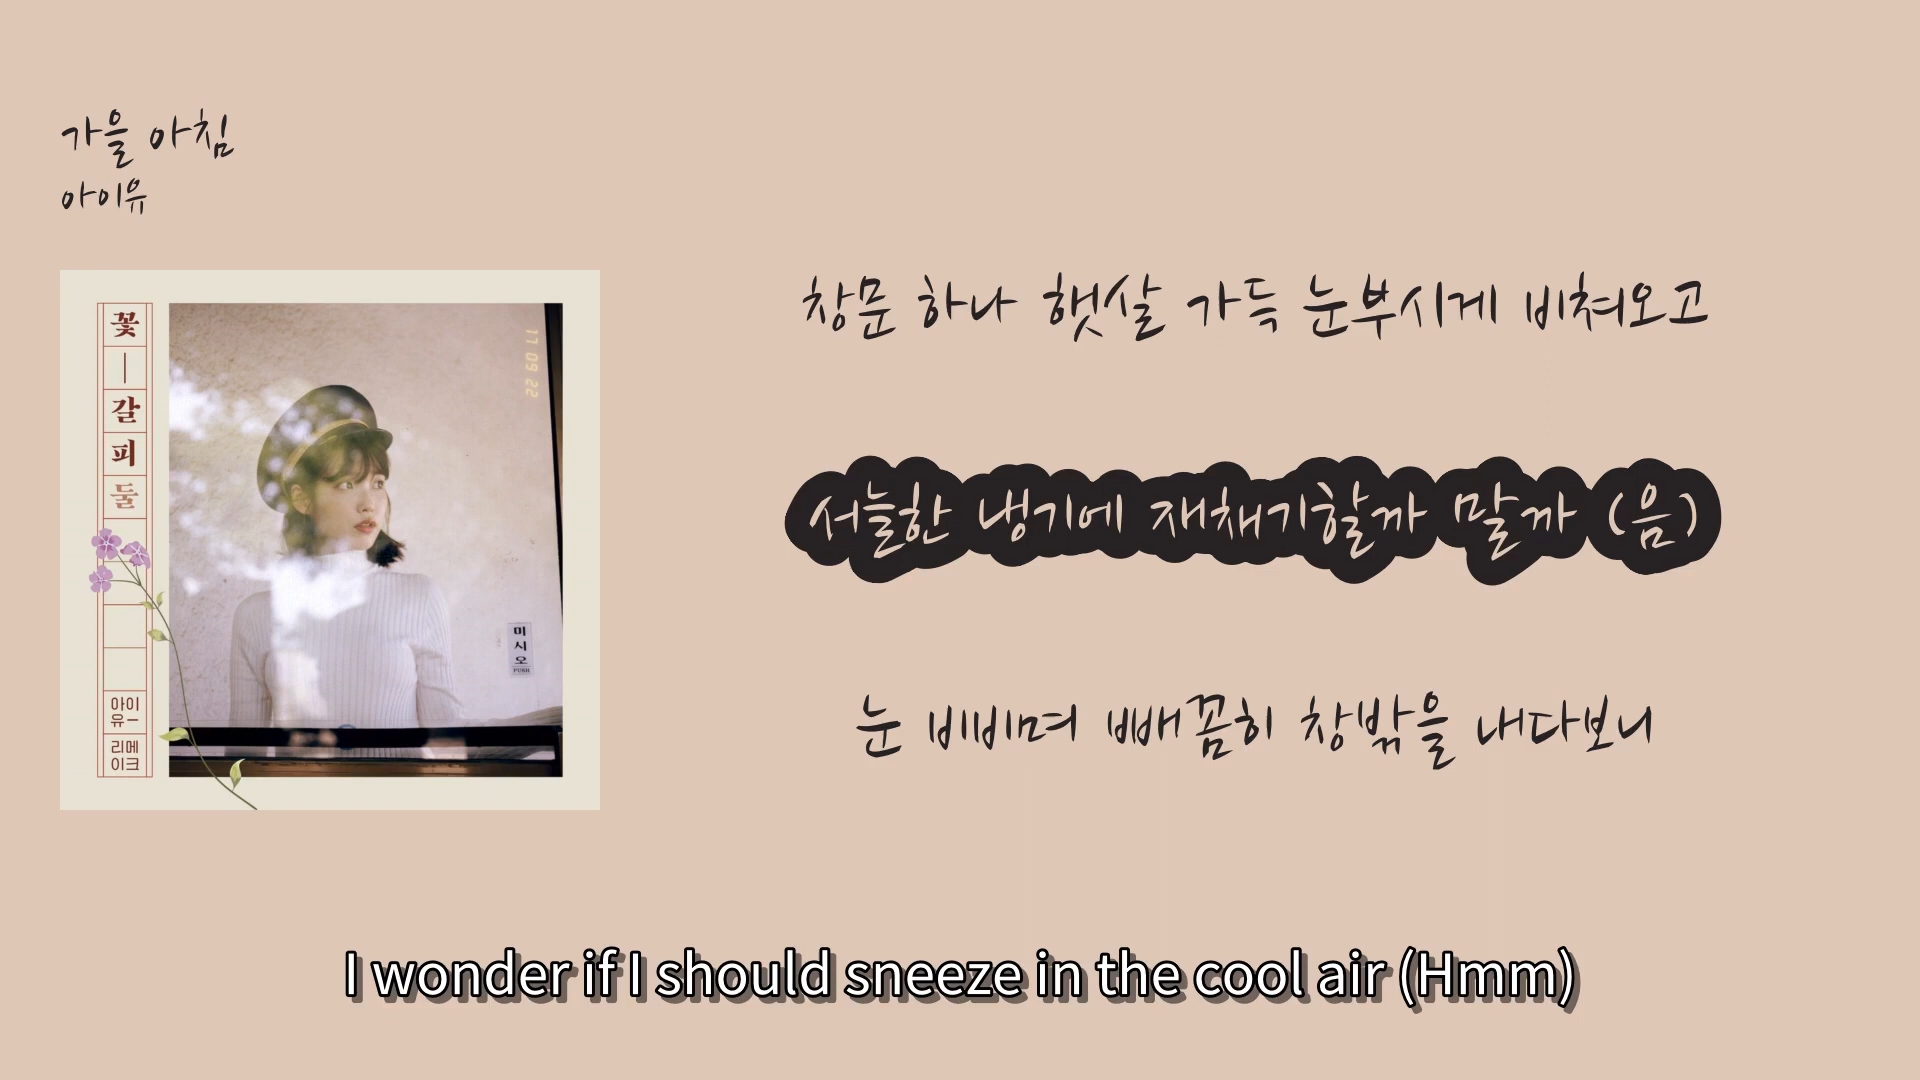 가을 아침
아이유
꽃
갈
피
둘
아이
유
리메
이크
17 09 22
미
시
오
PUSH
창문 하나 햇살 가득 눈부시게 비쳐오고
서늘한 냉기에 재채기할까 말까 (음)
눈 비비며 빼꼼히 창밖을 내다보니
I wonder if I should sneeze in the cool air (Hmm)